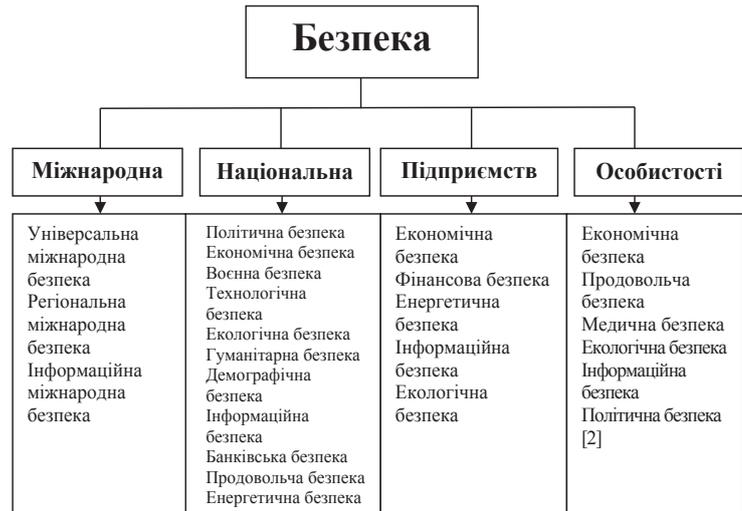 Безпека
Міжнародна
Національна
Підприємств
Особистості
Універсальна
міжнародна
безпека
Регіональна
міжнародна
безпека
Інформаційна
міжнародна
безпека
Політична безпека
Економічна безпека
Воєнна безпека
Технологічна
безпека
Екологічна безпека
Гуманітарна безпека
Демографічна
безпека
Інформаційна
безпека
Банківська безпека
Продовольча безпека
Енергетична безпека
Економічна
безпека
Фінансова безпека
Енергетична
безпека
Інформаційна
безпека
Екологічна
безпека
Економічна
безпека
Продовольча
безпека
Медична безпека
Екологічна безпека
Інформаційна
безпека
Політична безпека
[2]